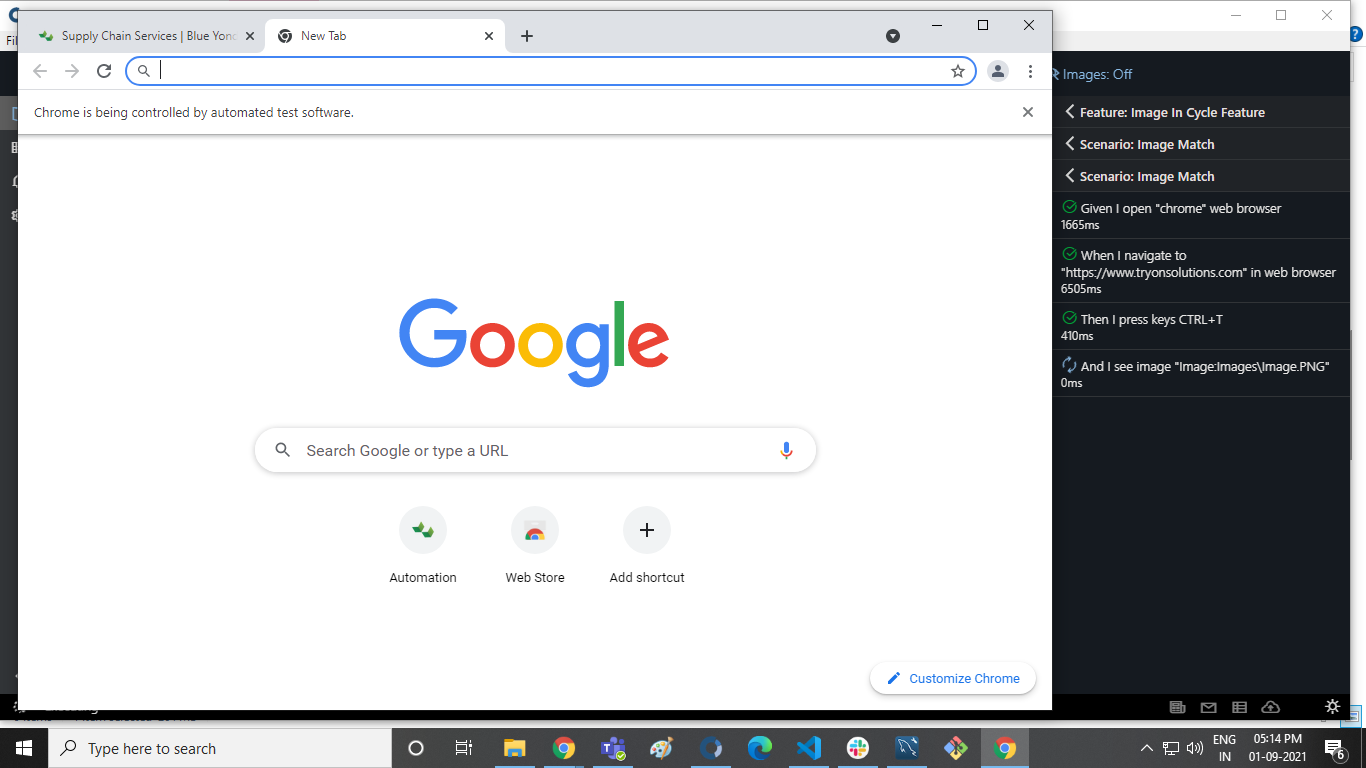 Supply Chain Services | Blue Yond
New Tab
Chrome is being controlled by automated test software.
Google
Search Google or type a URL
Automation
Web Store
Add shortcut
Customize Chrome
Images: Off
Feature: Image In Cycle Feature
Scenario: Image Match
Scenario: Image Match
Given I open "chrome" web browser
1665ms
When I navigate to
"https://www.tryonsolutions.com" in web browser
6505ms
Then I press keys CTRL+T
410ms
And I see image "Image:Images\Image.PNG"
0ms
Type here to search
ENG
IN
05:14 PM
01-09-2021
6